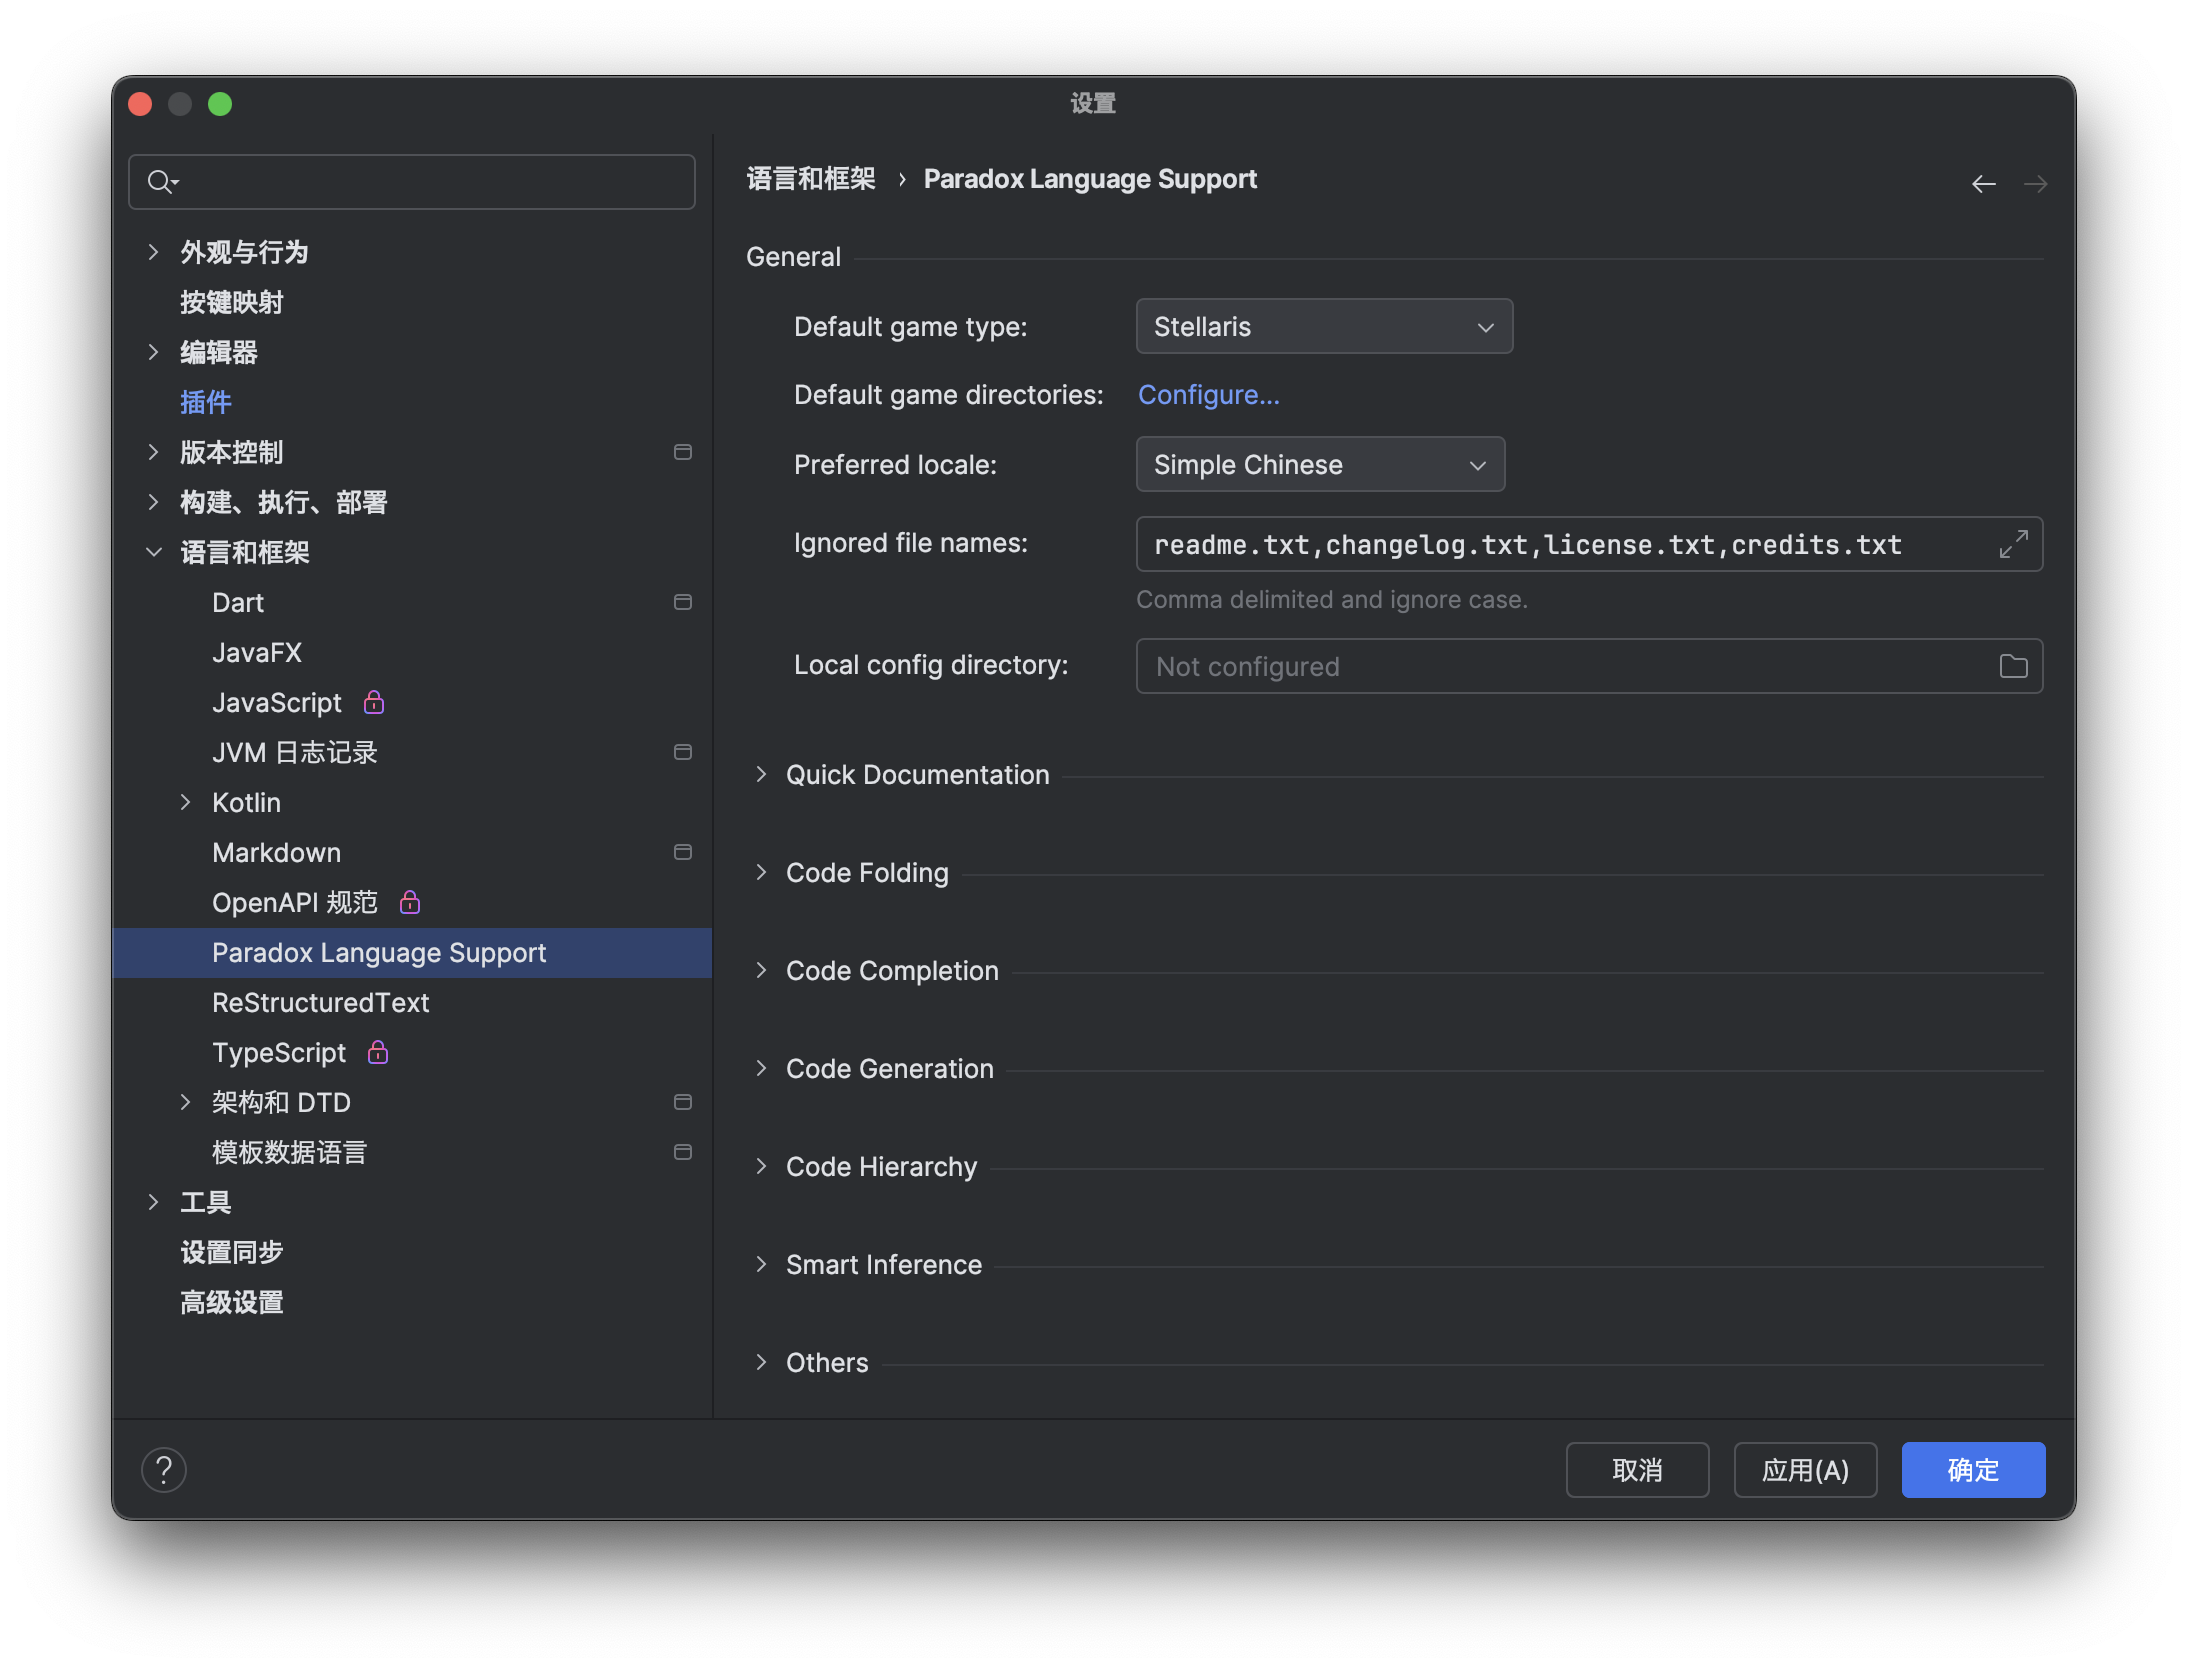 设置
外观与行为
按键映射
编辑器
插件
版本控制
构建、执行、部署
语言和框架
Dart
JavaFX
JavaScript
JVM 日志记录
Kotlin
Markdown
OpenAPI 规范
Paradox Language Support
ReStructuredText
TypeScript
架构和 DTD
模板数据语言
工具
设置同步
高级设置
语言和框架 › Paradox Language Support
General
Default game type: Stellaris
Default game directories: Configure...
Preferred locale: Simple Chinese
Ignored file names: readme.txt,changelog.txt,license.txt,credits.txt
Comma delimited and ignore case.
Local config directory: Not configured
Quick Documentation
Code Folding
Code Completion
Code Generation
Code Hierarchy
Smart Inference
Others
? 取消 应用(A) 确定